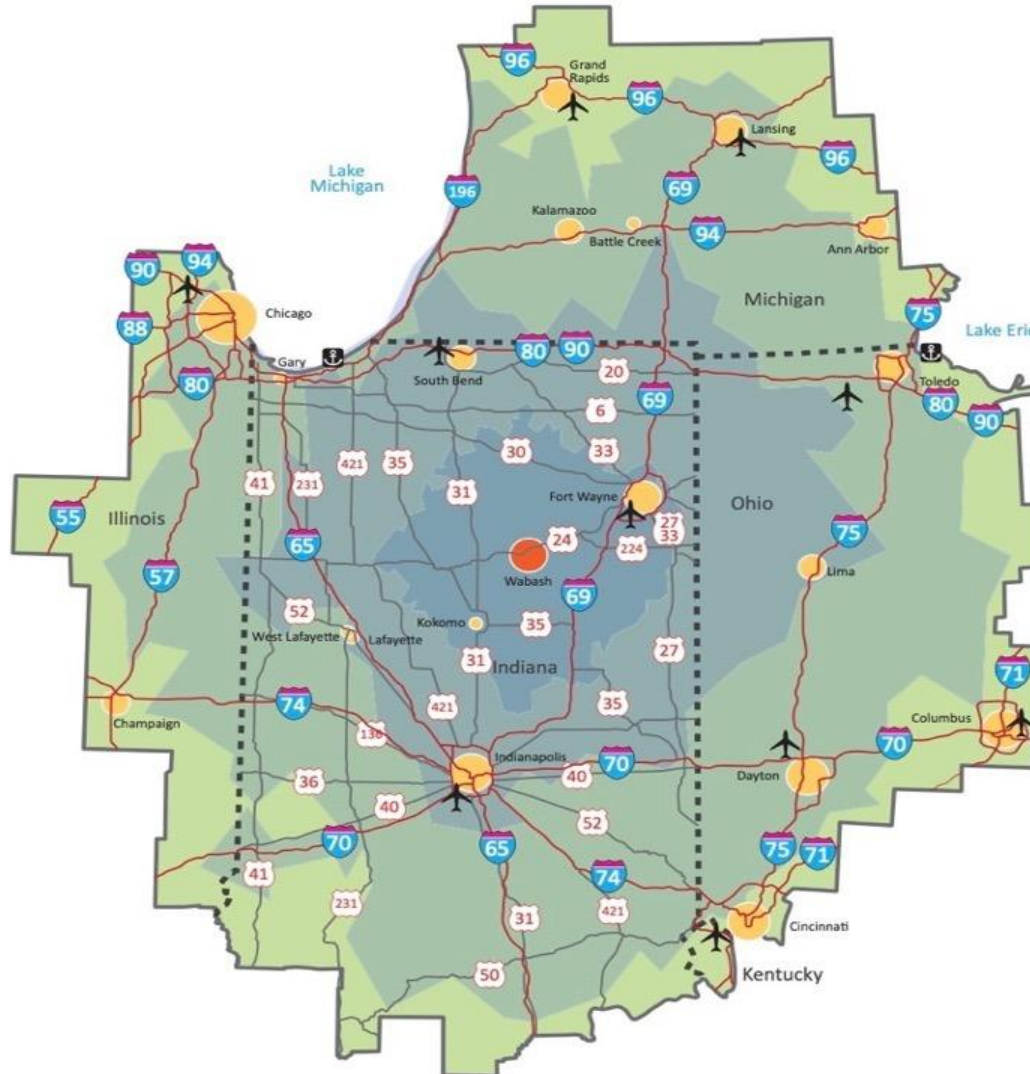 96
Grand
Rapids
96
Lansing
96
Lake
Michigan
196
69
Kalamazoo
Battle Creek
94
Ann Arbor
94
90
Michigan
Chicago
88
75
Lake Erie
Gary
80
South Bend
80
90
20
Toledo
80
90
69
6
33
30
421
35
41
231
31
Fort Wayne
Ohio
55
Illinois
27
33
24
224
65
75
Wabash
57
Lima
69
52
Kokomo
35
West Lafayette
Lafayette
31
Indiana
27
71
74
421
35
Champaign
Columbus
136
70
Indianapolis
70
40
Dayton
36
40
52
70
65
75
71
41
74
231
31
421
Cincinnati
50
Kentucky